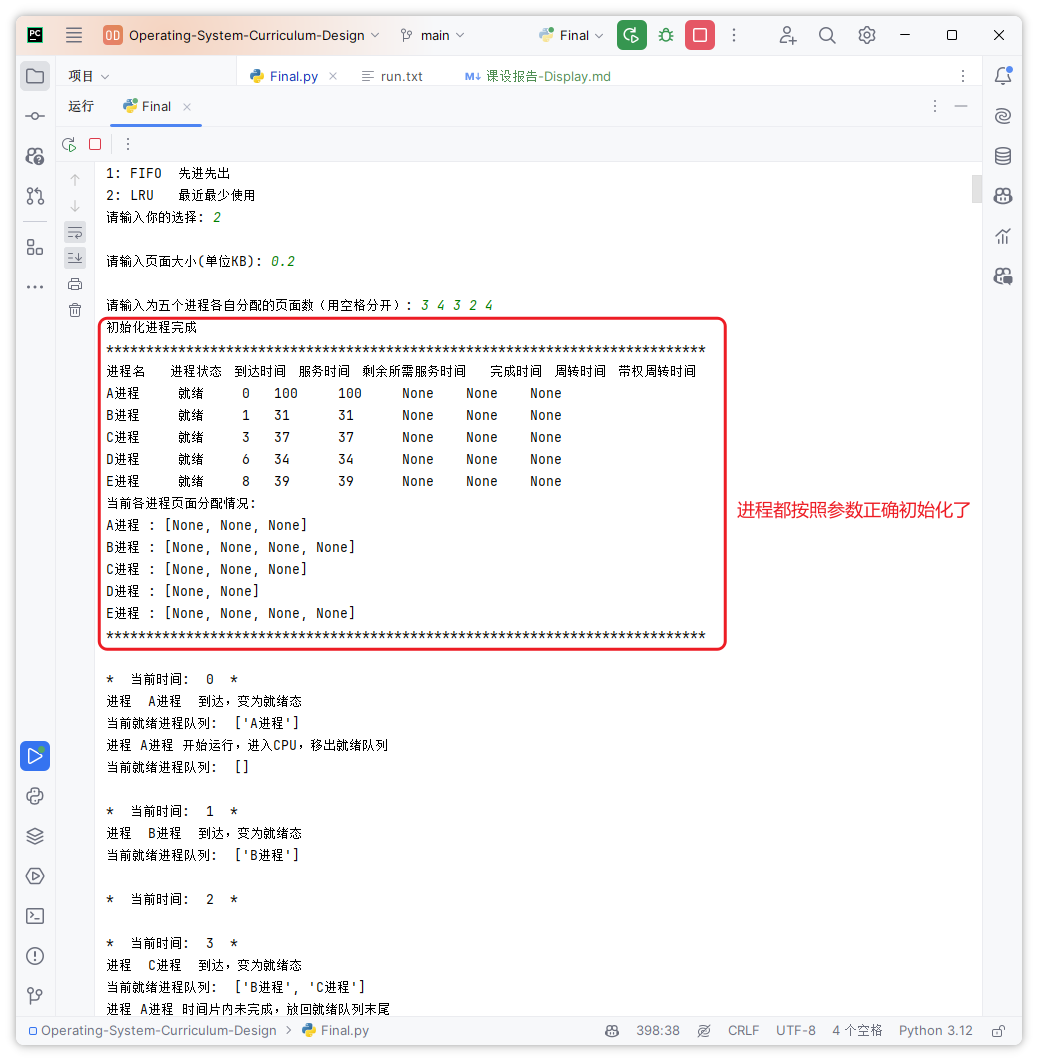 PC
OD Operating-System-Curriculum-Design main Final
项目 Final.py run.txt M↓ 课设报告-Display.md
运行 Final
1: FIFO 先进先出
2: LRU 最近最少使用
请输入你的选择: 2
请输入页面大小(单位KB): 0.2
请输入为五个进程各自分配的页面数（用空格分开）: 3 4 3 2 4
初始化进程完成
***************************************************************************
进程名 进程状态 到达时间 服务时间 剩余所需服务时间 完成时间 周转时间 带权周转时间
A进程 就绪 0 100 100 None None None
B进程 就绪 1 31 31 None None None
C进程 就绪 3 37 37 None None None
D进程 就绪 6 34 34 None None None
E进程 就绪 8 39 39 None None None
当前各进程页面分配情况:
A进程 : [None, None, None]
B进程 : [None, None, None, None]
C进程 : [None, None, None]
D进程 : [None, None]
E进程 : [None, None, None, None]
***************************************************************************
进程都按照参数正确初始化了
* 当前时间: 0 *
进程 A进程 到达，变为就绪态
当前就绪进程队列: ['A进程']
进程 A进程 开始运行，进入CPU，移出就绪队列
当前就绪进程队列: []
* 当前时间: 1 *
进程 B进程 到达，变为就绪态
当前就绪进程队列: ['B进程']
* 当前时间: 2 *
* 当前时间: 3 *
进程 C进程 到达，变为就绪态
当前就绪进程队列: ['B进程', 'C进程']
进程 A进程 时间片内未完成，放回就绪队列末尾
Operating-System-Curriculum-Design > Final.py 398:38 CRLF UTF-8 4 个空格 Python 3.12